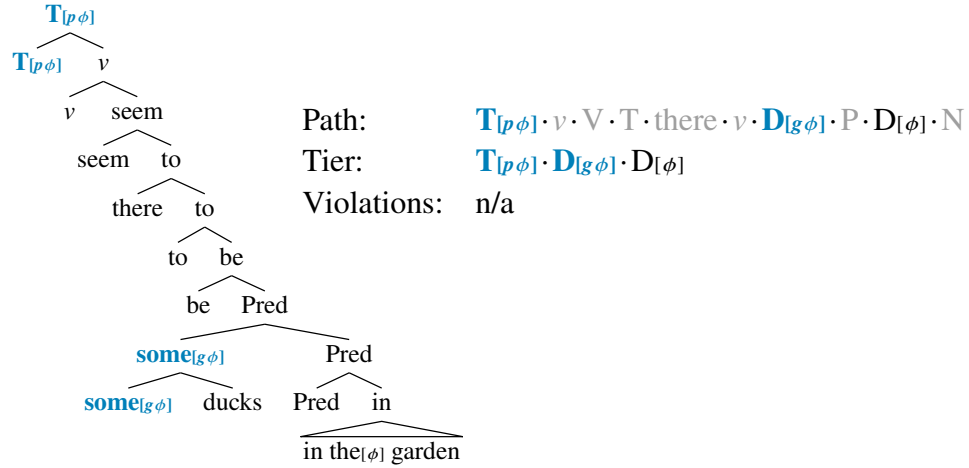 T[pϕ]
T[pϕ] v
v seem
seem to
there to
to be
be Pred
some[gϕ] Pred
some[gϕ] ducks Pred in
in the[ϕ] garden
Path: T[pϕ]·v·V·T·there·v·D[gϕ]·P·D[ϕ]·N
Tier: T[pϕ]·D[gϕ]·D[ϕ]
Violations: n/a